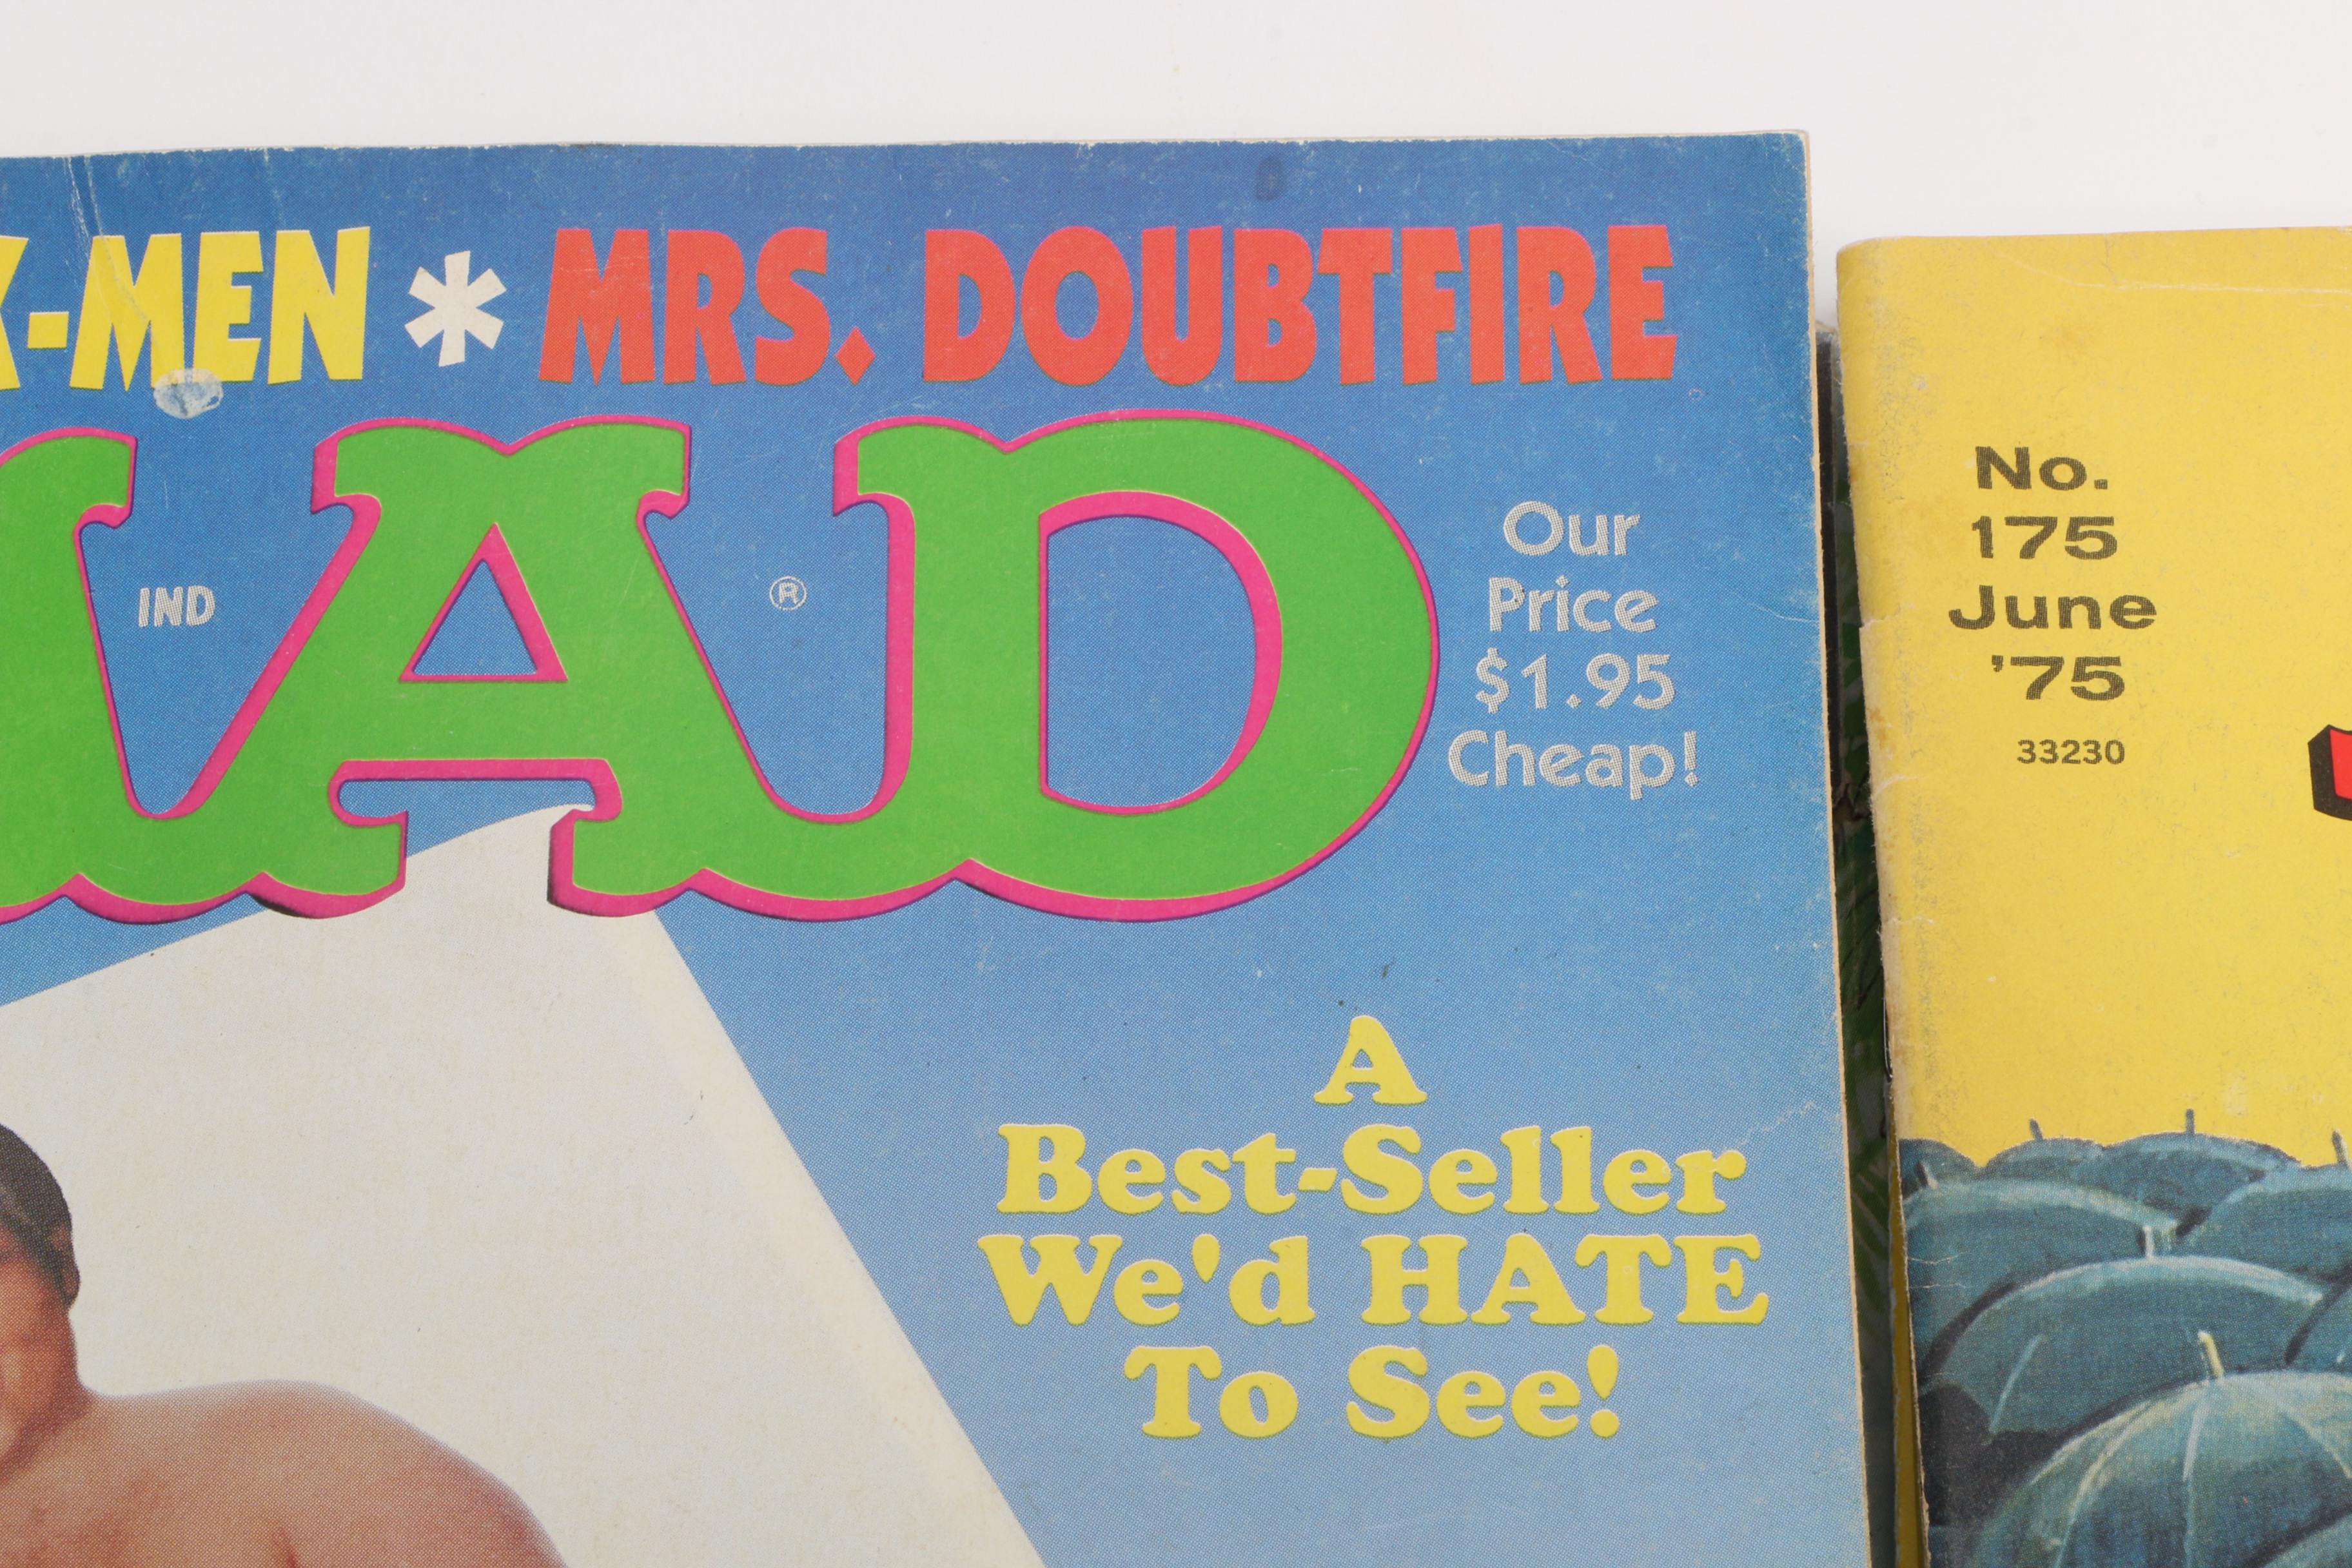 X-MEN * MRS. DOUBTFIRE
MAD
IND
®
Our
Price
$1.95
Cheap!
A
Best-Seller
We'd HATE
To See!
No.
175
June
'75
33230